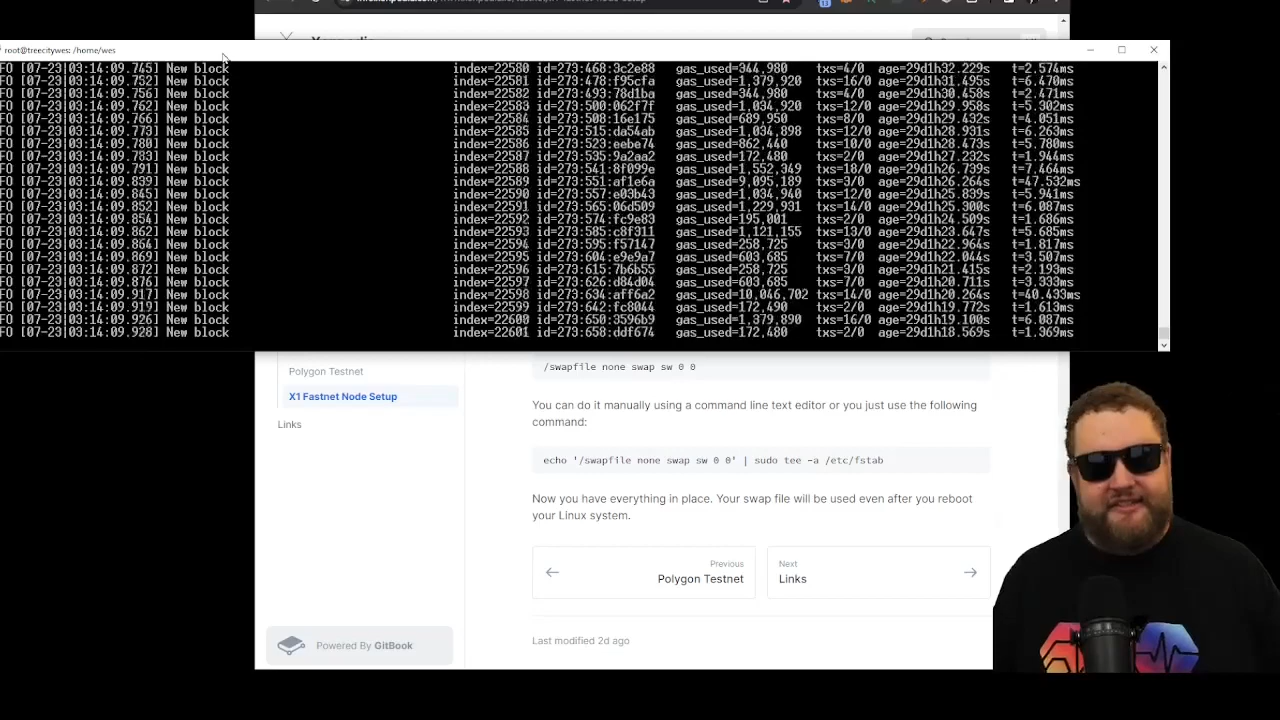 root@treecitywes: /home/wes
FO [07-23|03:14:09.745] New block index=22580 id=273:468:3c2e88 gas_used=344,980 txs=4/0 age=29d1h32.229s t=2.574ms
FO [07-23|03:14:09.752] New block index=22581 id=273:478:f95cfa gas_used=1,379,920 txs=16/0 age=29d1h31.495s t=6.470ms
FO [07-23|03:14:09.756] New block index=22582 id=273:493:78d1ba gas_used=344,980 txs=4/0 age=29d1h30.458s t=2.471ms
FO [07-23|03:14:09.762] New block index=22583 id=273:500:062f7f gas_used=1,034,920 txs=12/0 age=29d1h29.958s t=5.302ms
FO [07-23|03:14:09.766] New block index=22584 id=273:508:16e175 gas_used=689,950 txs=8/0 age=29d1h29.432s t=4.051ms
FO [07-23|03:14:09.773] New block index=22585 id=273:515:da54ab gas_used=1,034,898 txs=12/0 age=29d1h28.931s t=6.263ms
FO [07-23|03:14:09.780] New block index=22586 id=273:523:eebe74 gas_used=862,440 txs=10/0 age=29d1h28.473s t=5.780ms
FO [07-23|03:14:09.783] New block index=22587 id=273:535:9a2aa2 gas_used=172,480 txs=2/0 age=29d1h27.232s t=1.944ms
FO [07-23|03:14:09.791] New block index=22588 id=273:541:8f099e gas_used=1,552,349 txs=18/0 age=29d1h26.739s t=7.464ms
FO [07-23|03:14:09.839] New block index=22589 id=273:551:af1e6a gas_used=9,095,189 txs=3/0 age=29d1h26.264s t=47.532ms
FO [07-23|03:14:09.845] New block index=22590 id=273:557:e03b43 gas_used=1,034,940 txs=12/0 age=29d1h25.839s t=5.941ms
FO [07-23|03:14:09.852] New block index=22591 id=273:565:06d509 gas_used=1,229,931 txs=14/0 age=29d1h25.300s t=6.087ms
FO [07-23|03:14:09.854] New block index=22592 id=273:574:fc9e83 gas_used=195,001 txs=2/0 age=29d1h24.509s t=1.686ms
FO [07-23|03:14:09.862] New block index=22593 id=273:585:c8f311 gas_used=1,121,155 txs=13/0 age=29d1h23.647s t=5.685ms
FO [07-23|03:14:09.864] New block index=22594 id=273:595:f57147 gas_used=258,725 txs=3/0 age=29d1h22.964s t=1.817ms
FO [07-23|03:14:09.869] New block index=22595 id=273:604:e9e9a7 gas_used=603,685 txs=7/0 age=29d1h22.044s t=3.507ms
FO [07-23|03:14:09.872] New block index=22596 id=273:615:7b6b55 gas_used=258,725 txs=3/0 age=29d1h21.415s t=2.193ms
FO [07-23|03:14:09.876] New block index=22597 id=273:626:d84d04 gas_used=603,685 txs=7/0 age=29d1h20.711s t=3.333ms
FO [07-23|03:14:09.917] New block index=22598 id=273:634:aff6a2 gas_used=10,046,702 txs=14/0 age=29d1h20.264s t=40.433ms
FO [07-23|03:14:09.919] New block index=22599 id=273:642:fc8044 gas_used=172,490 txs=2/0 age=29d1h19.772s t=1.613ms
FO [07-23|03:14:09.926] New block index=22600 id=273:650:3596b9 gas_used=1,379,890 txs=16/0 age=29d1h19.100s t=6.087ms
FO [07-23|03:14:09.928] New block index=22601 id=273:658:ddf674 gas_used=172,480 txs=2/0 age=29d1h18.569s t=1.369ms
Polygon Testnet
X1 Fastnet Node Setup
Links
/swapfile none swap sw 0 0
You can do it manually using a command line text editor or you just use the following
command:
echo '/swapfile none swap sw 0 0' | sudo tee -a /etc/fstab
Now you have everything in place. Your swap file will be used even after you reboot
your Linux system.
Previous
Polygon Testnet
Next
Links
Last modified 2d ago
Powered By GitBook